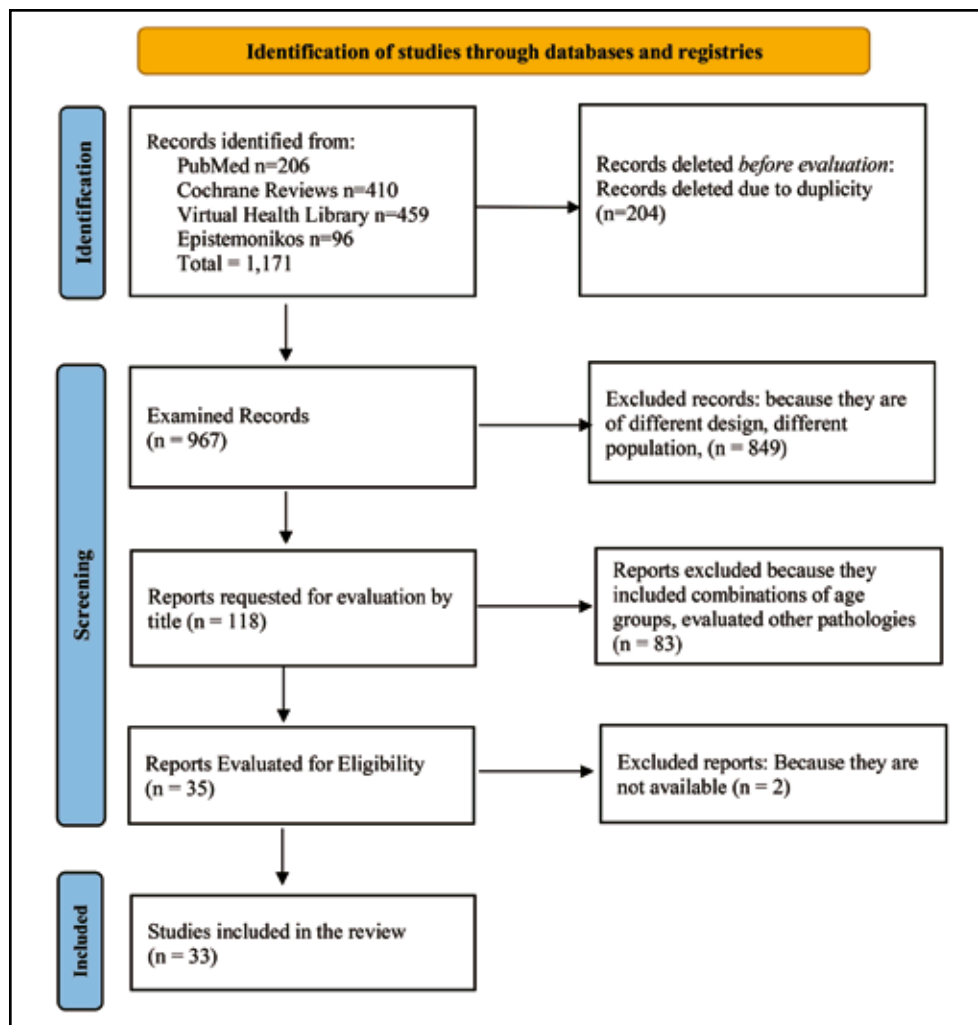 Identification of studies through databases and registries
Identification
Records identified from:
PubMed n=206
Cochrane Reviews n=410
Virtual Health Library n=459
Epistemonikos n=96
Total = 1,171
Records deleted before evaluation:
Records deleted due to duplicity
(n=204)
Screening
Examined Records
(n = 967)
Excluded records: because they are
of different design, different
population, (n = 849)
Reports requested for evaluation by
title (n = 118)
Reports excluded because they
included combinations of age
groups, evaluated other pathologies
(n = 83)
Reports Evaluated for Eligibility
(n = 35)
Excluded reports: Because they are
not available (n = 2)
Included
Studies included in the review
(n = 33)